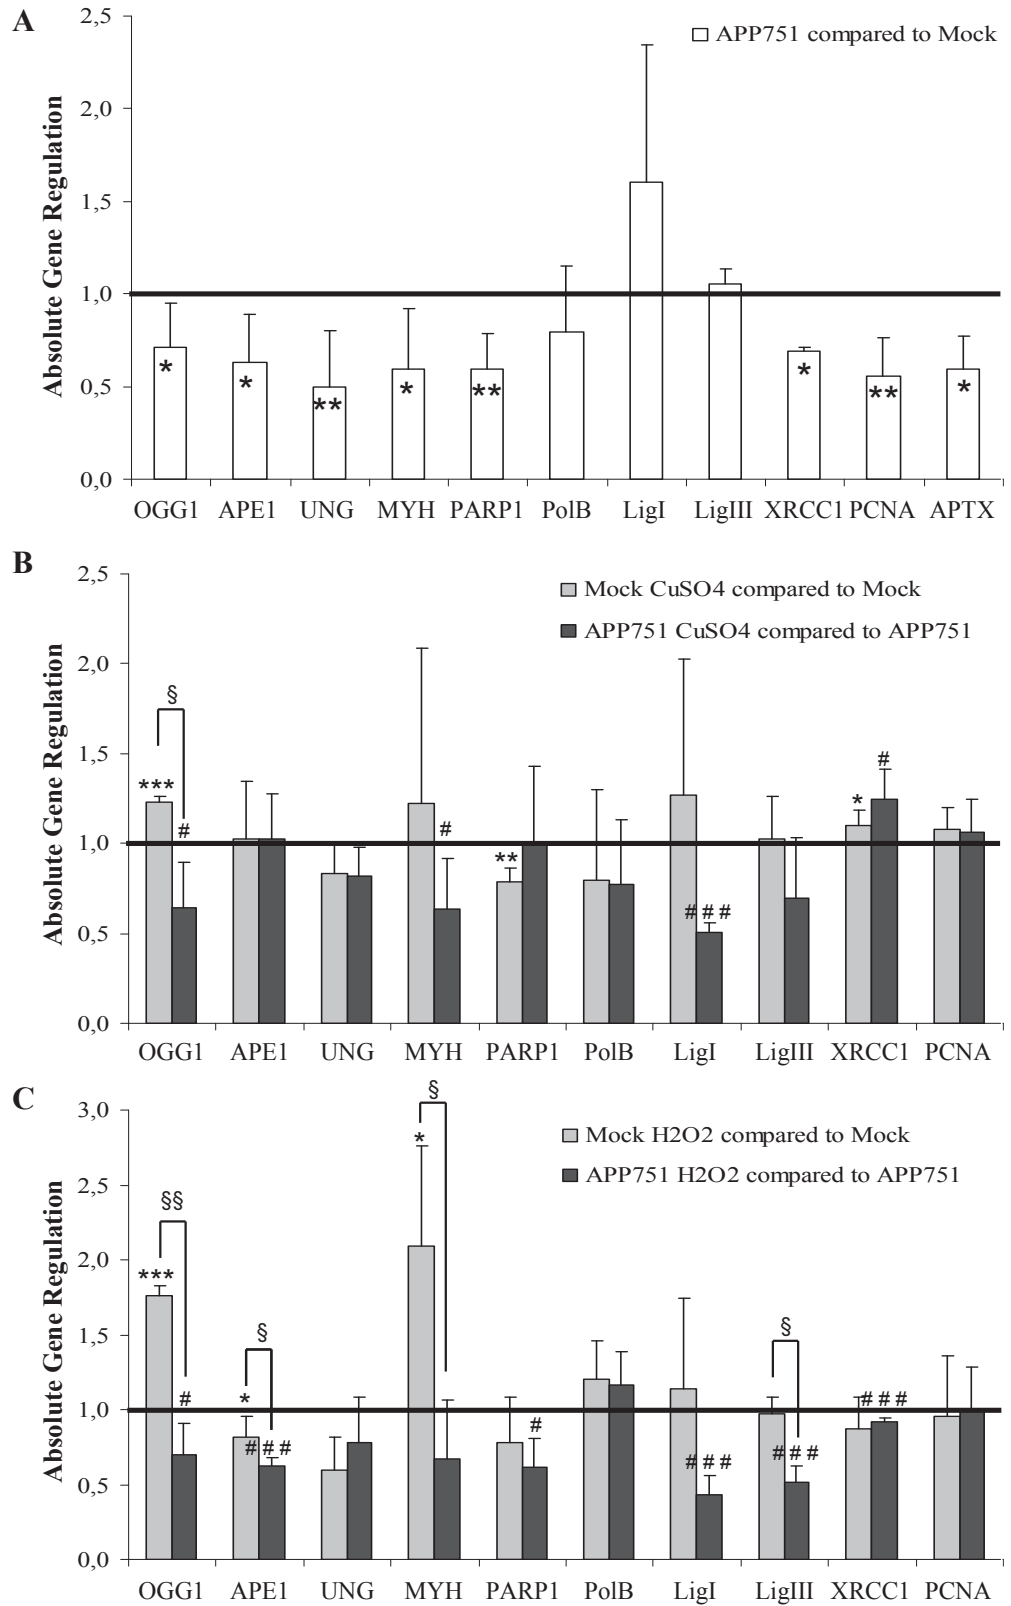 A
2,5
APP751 compared to Mock
2,0
1,5
1,0
0,5
0,0
Absolute Gene Regulation
* * ** * ** * ** *
OGG1 APE1 UNG MYH PARP1 PolB LigI LigIII XRCC1 PCNA APTX
B
2,5
Mock CuSO4 compared to Mock
APP751 CuSO4 compared to APP751
2,0
1,5
1,0
0,5
0,0
Absolute Gene Regulation
§
*** # # ** ### * #
OGG1 APE1 UNG MYH PARP1 PolB LigI LigIII XRCC1 PCNA
C
3,0
Mock H2O2 compared to Mock
APP751 H2O2 compared to APP751
2,5
2,0
1,5
1,0
0,5
0,0
Absolute Gene Regulation
§§ § § §
*** # * ### * # ### ### ###
OGG1 APE1 UNG MYH PARP1 PolB LigI LigIII XRCC1 PCNA